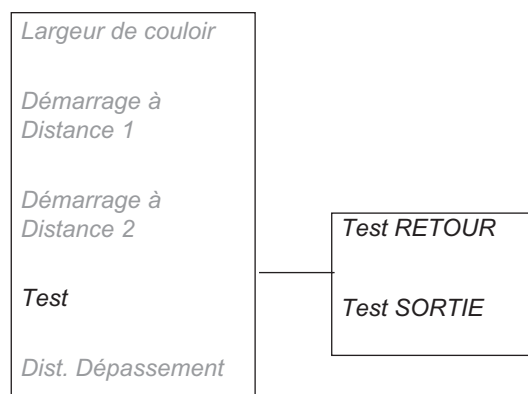 Largeur de couloir
Démarrage à
Distance 1
Démarrage à
Distance 2
Test
Dist. Dépassement
Test RETOUR
Test SORTIE